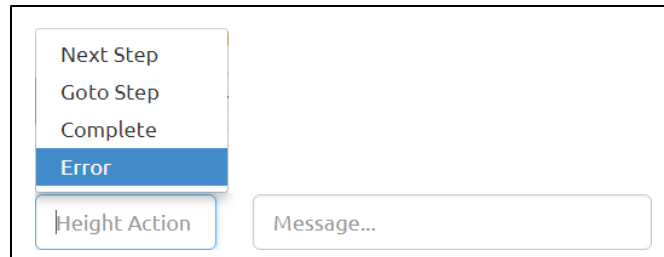 Next Step
Goto Step
Complete
Error
Height Action
Message...